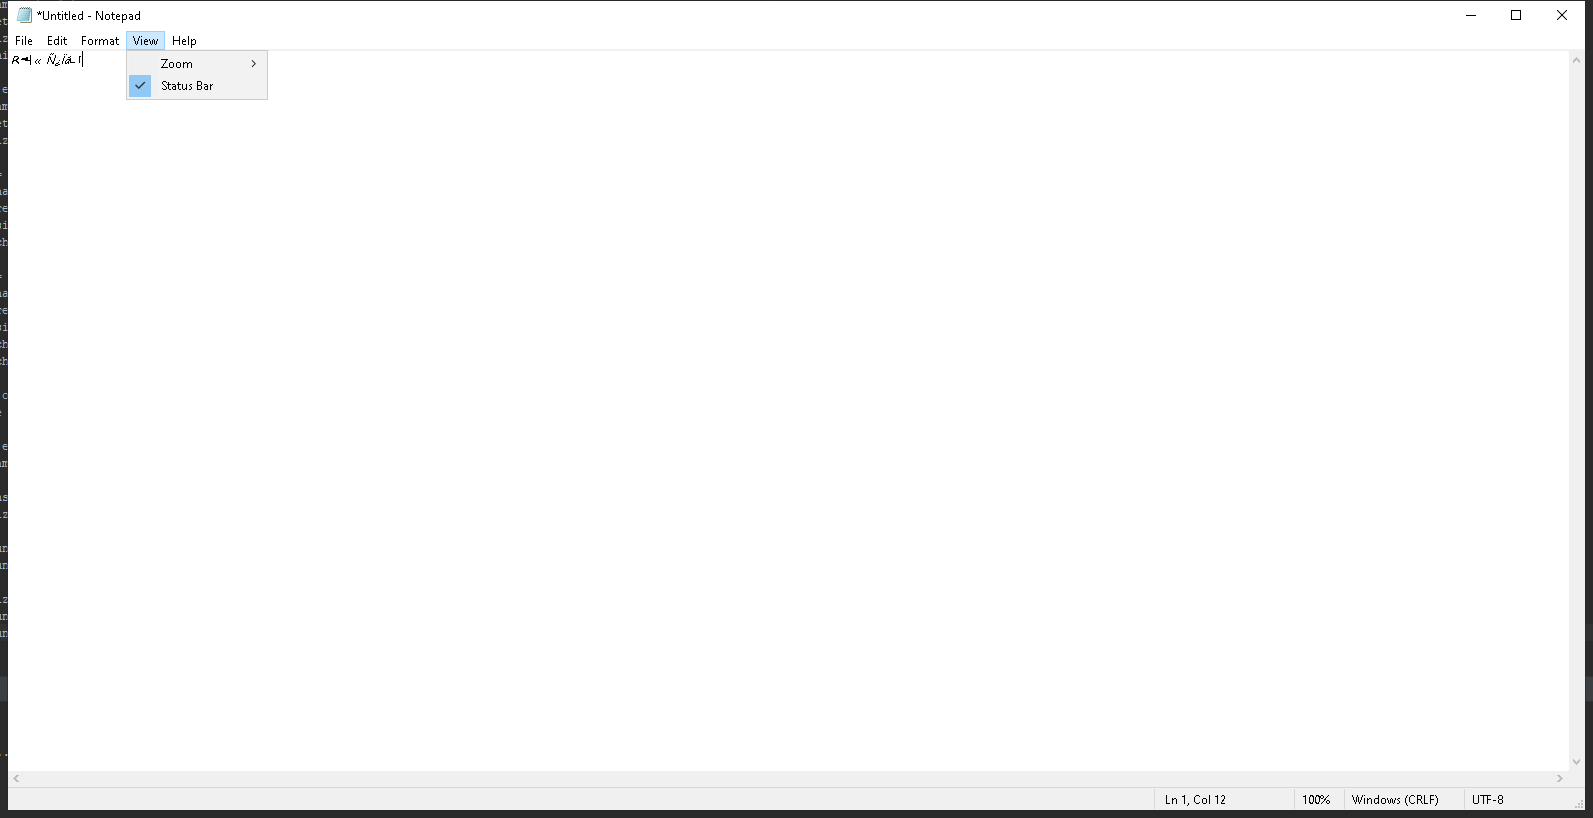 *Untitled - Notepad
File Edit Format View Help
Zoom
Status Bar
Ln 1, Col 12
100%
Windows (CRLF)
UTF-8